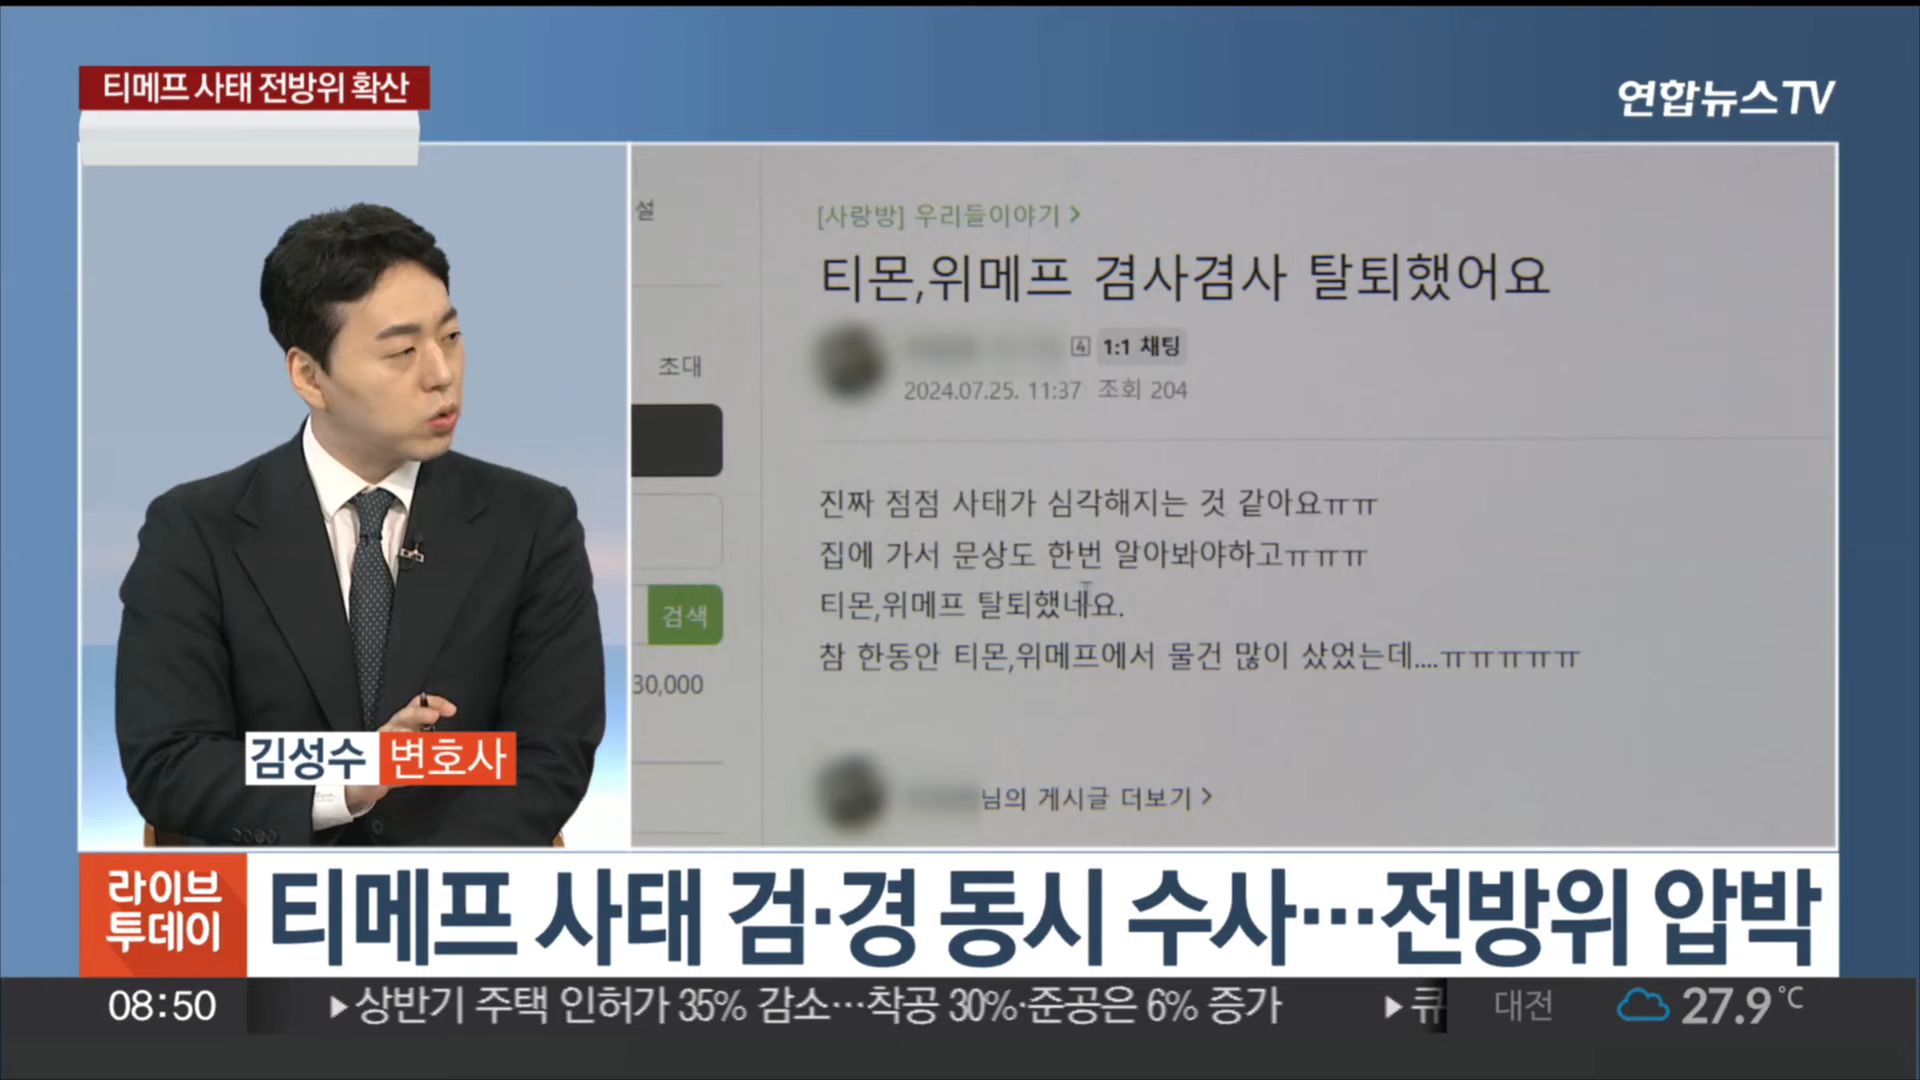 티메프 사태 전방위 확산
연합뉴스TV
설
초대
검색
30,000
[사랑방] 우리들이야기 >
티몬,위메프 겸사겸사 탈퇴했어요
4 1:1 채팅
2024.07.25. 11:37 조회 204
진짜 점점 사태가 심각해지는 것 같아요ㅠㅠ
집에 가서 문상도 한번 알아봐야하고ㅠㅠㅠ
티몬,위메프 탈퇴했네요.
참 한동안 티몬,위메프에서 물건 많이 샀었는데....ㅠㅠㅠㅠㅠ
님의 게시글 더보기 >
김성수 변호사
라이브
투데이
티메프 사태 검·경 동시 수사…전방위 압박
08:50 ▶상반기 주택 인허가 35% 감소…착공 30%·준공은 6% 증가 ▶큐 대전 27.9℃